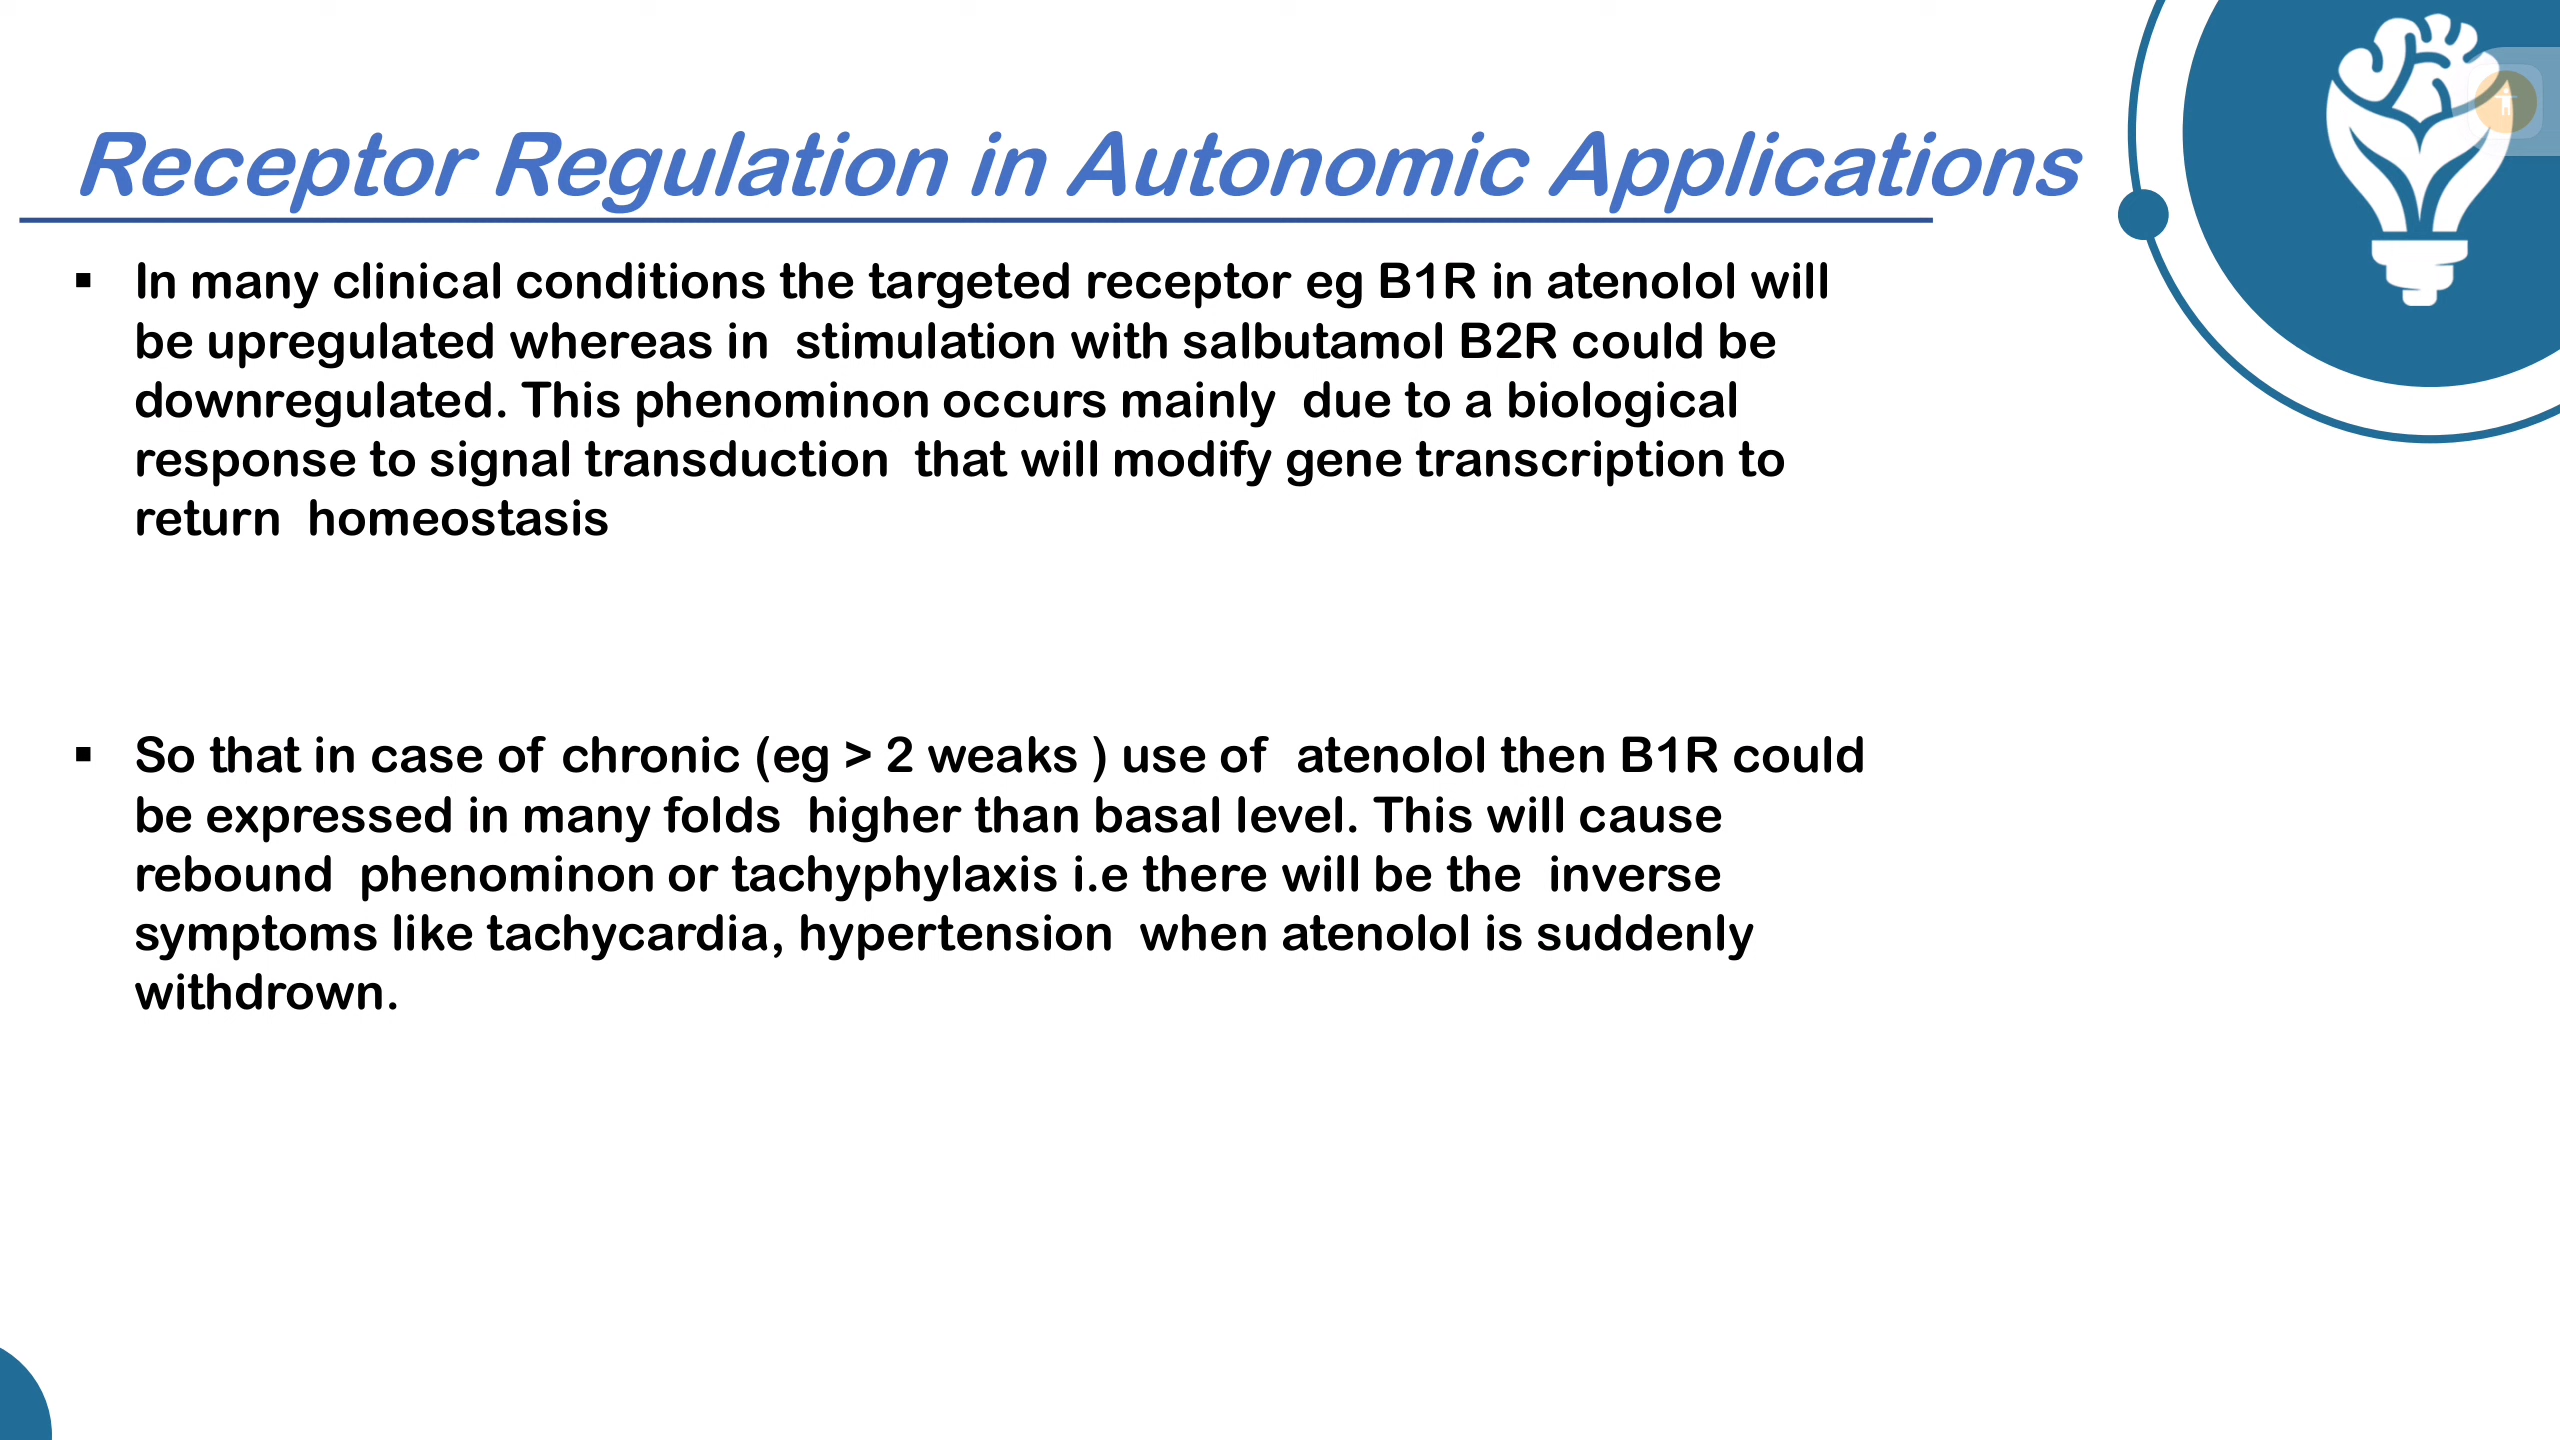 Receptor Regulation in Autonomic Applications
▪ In many clinical conditions the targeted receptor eg B1R in atenolol will
be upregulated whereas in  stimulation with salbutamol B2R could be
downregulated. This phenominon occurs mainly  due to a biological
response to signal transduction  that will modify gene transcription to
return  homeostasis
▪ So that in case of chronic (eg > 2 weaks ) use of  atenolol then B1R could
be expressed in many folds  higher than basal level. This will cause
rebound  phenominon or tachyphylaxis i.e there will be the  inverse
symptoms like tachycardia, hypertension  when atenolol is suddenly
withdrown.